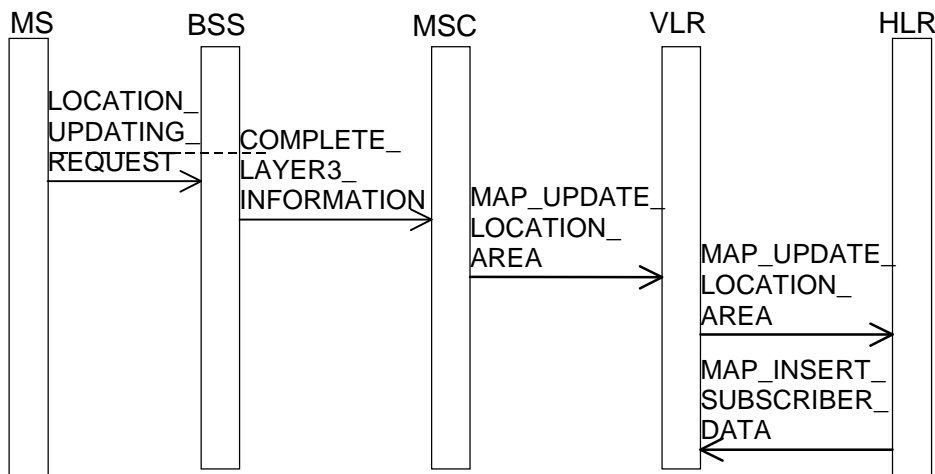 MS
BSS
MSC
VLR
HLR
LOCATION_
UPDATING_
REQUEST
COMPLETE_
LAYER3_
INFORMATION
MAP_UPDATE_
LOCATION_
AREA
MAP_UPDATE_
LOCATION_
AREA
MAP_INSERT_
SUBSCRIBER_
DATA